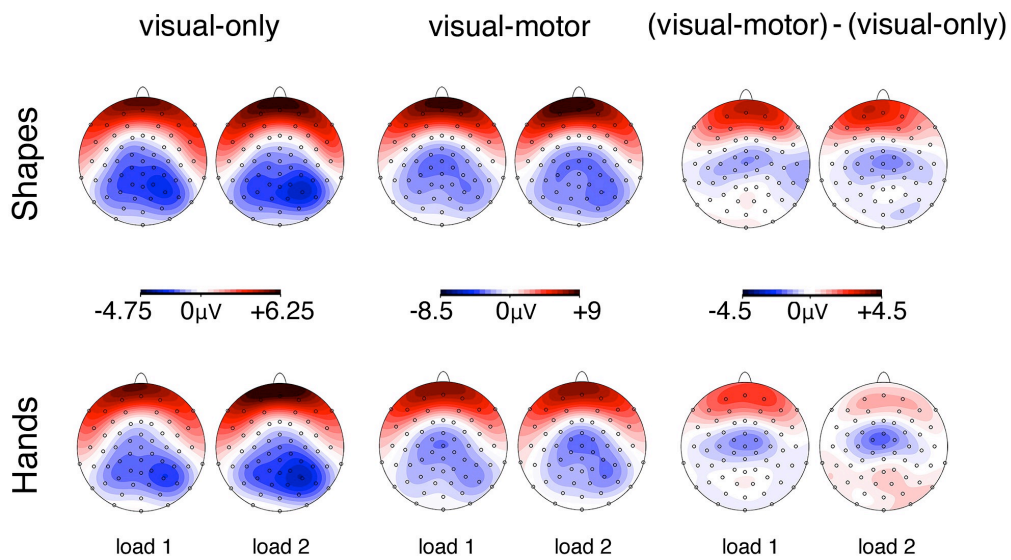 visual-only visual-motor (visual-motor) - (visual-only)
Shapes
-4.75 0μV +6.25 -8.5 0μV +9 -4.5 0μV +4.5
Hands
load 1 load 2 load 1 load 2 load 1 load 2